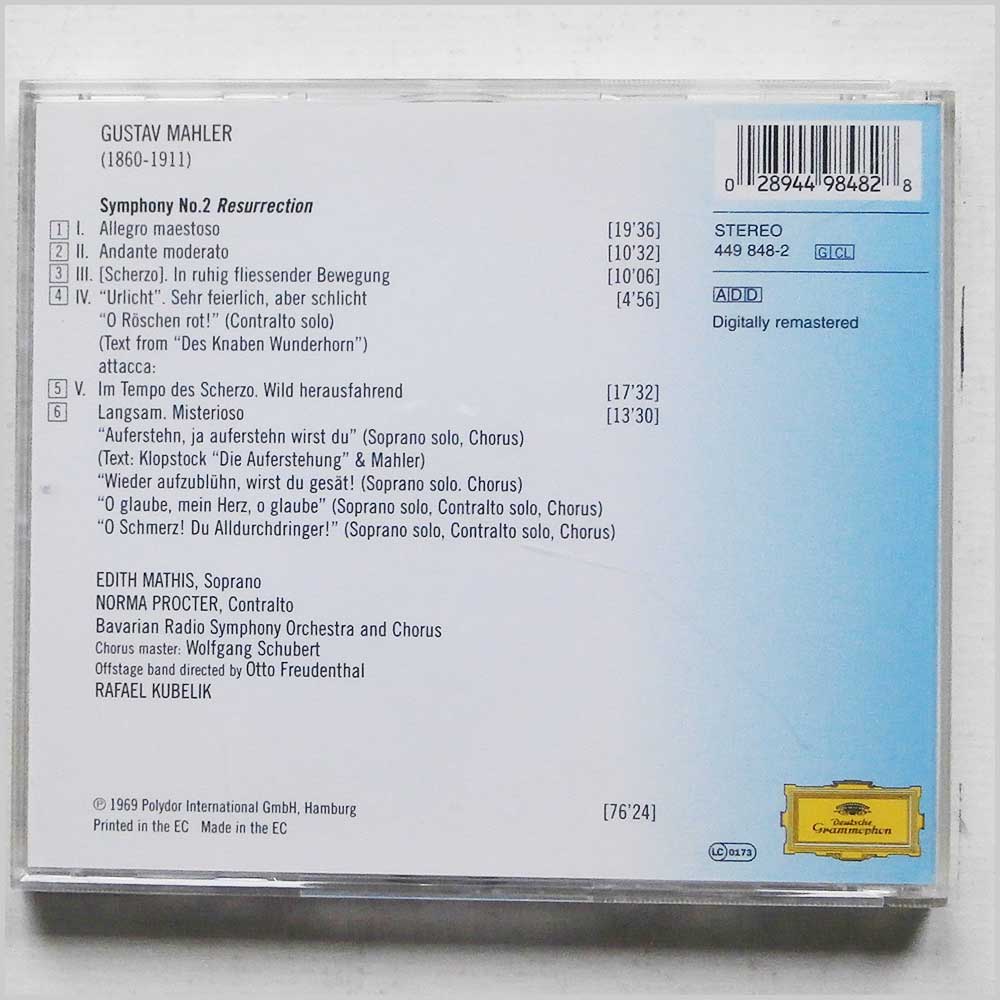 GUSTAV MAHLER
(1860-1911)
Symphony No.2 Resurrection
1 I. Allegro maestoso [19'36]
2 II. Andante moderato [10'32]
3 III. [Scherzo]. In ruhig fliessender Bewegung [10'06]
4 IV. "Urlicht". Sehr feierlich, aber schlicht [4'56]
"O Röschen rot!" (Contralto solo)
(Text from "Des Knaben Wunderhorn")
attacca:
5 V. Im Tempo des Scherzo. Wild herausfahrend [17'32]
6 Langsam. Misterioso [13'30]
"Auferstehn, ja auferstehn wirst du" (Soprano solo, Chorus)
(Text: Klopstock "Die Auferstehung" & Mahler)
"Wieder aufzublühn, wirst du gesät! (Soprano solo. Chorus)
"O glaube, mein Herz, o glaube" (Soprano solo, Contralto solo, Chorus)
"O Schmerz! Du Alldurchdringer!" (Soprano solo, Contralto solo, Chorus)
EDITH MATHIS, Soprano
NORMA PROCTER, Contralto
Bavarian Radio Symphony Orchestra and Chorus
Chorus master: Wolfgang Schubert
Offstage band directed by Otto Freudenthal
RAFAEL KUBELIK
℗ 1969 Polydor International GmbH, Hamburg [76'24]
Printed in the EC Made in the EC
0 28944 98482 8
STEREO
449 848-2 G CL
ADD
Digitally remastered
LC 0173
Deutsche
Grammophon